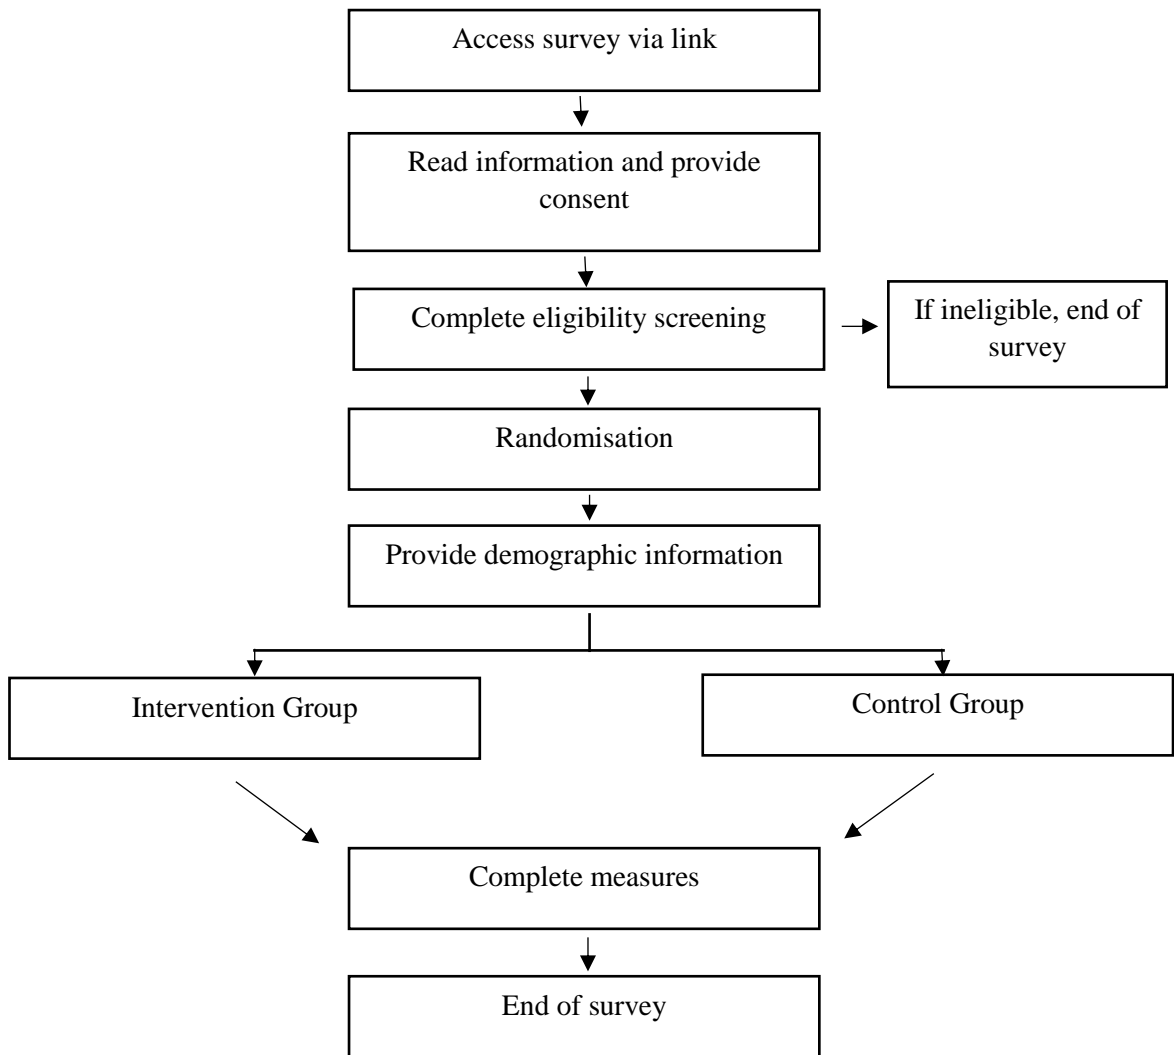 Access survey via link
Read information and provide
consent
Complete eligibility screening
If ineligible, end of
survey
Randomisation
Provide demographic information
Intervention Group
Control Group
Complete measures
End of survey